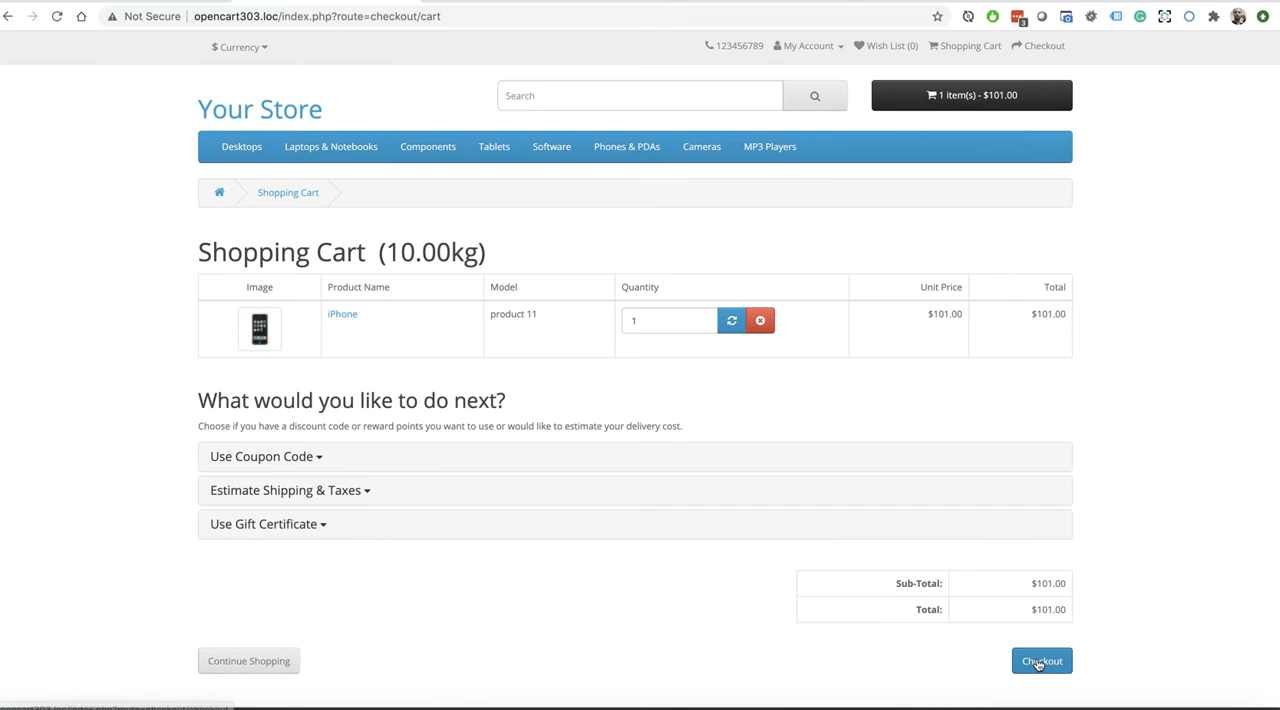 Not Secure opencart303.loc/index.php?route=checkout/cart
3
$ Currency 123456789 My Account Wish List (0) Shopping Cart Checkout
Your Store
Search
1 item(s) - $101.00
Desktops Laptops & Notebooks Components Tablets Software Phones & PDAs Cameras MP3 Players
Shopping Cart
Shopping Cart (10.00kg)
Image Product Name Model Quantity Unit Price Total
iPhone product 11 1 $101.00 $101.00
What would you like to do next?
Choose if you have a discount code or reward points you want to use or would like to estimate your delivery cost.
Use Coupon Code
Estimate Shipping & Taxes
Use Gift Certificate
Sub-Total: $101.00
Total: $101.00
Continue Shopping Checkout